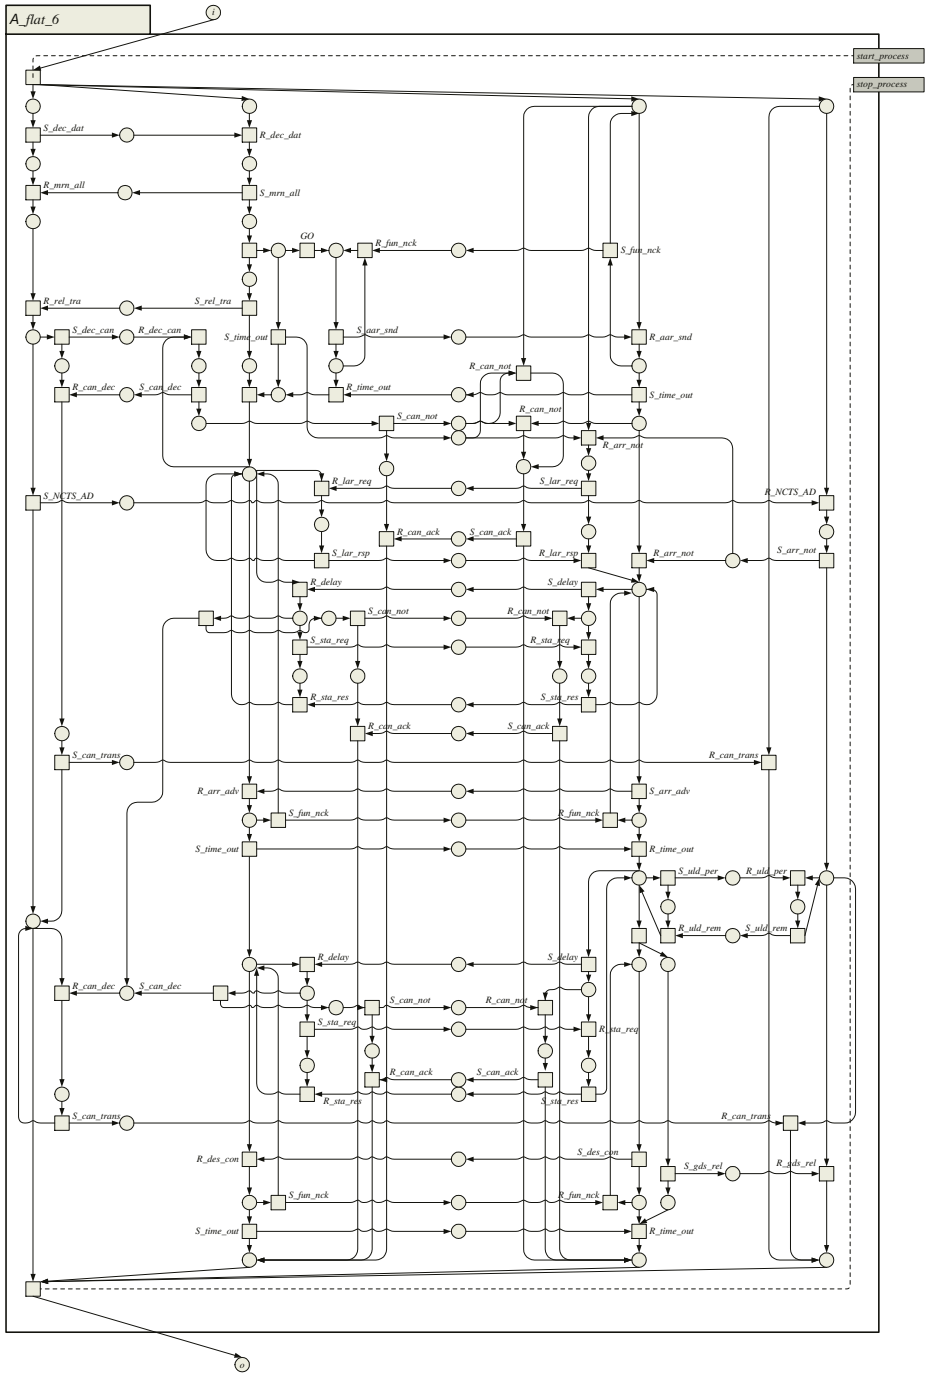 A_flat_6
i
start_process
stop_process
S_dec_dat
R_dec_dat
R_mrn_all
S_mrn_all
GO
R_fun_nck
S_fun_nck
R_rel_tra
S_rel_tra
S_dec_can
R_dec_can
S_time_out
S_aar_snd
R_aar_snd
R_can_not
R_can_dec
S_can_dec
R_time_out
S_time_out
S_can_not
R_can_not
R_arr_not
R_lar_req
S_lar_req
S_NCTS_AD
R_NCTS_AD
R_can_ack
S_can_ack
S_lar_rsp
R_lar_rsp
R_arr_not
S_arr_not
R_delay
S_delay
S_can_not
R_can_not
S_sta_req
R_sta_req
R_sta_res
S_sta_res
R_can_ack
S_can_ack
S_can_trans
R_can_trans
R_arr_adv
S_arr_adv
S_fun_nck
R_fun_nck
S_time_out
R_time_out
S_uld_per
R_uld_per
R_uld_rem
S_uld_rem
R_delay
S_delay
R_can_dec
S_can_dec
S_can_not
R_can_not
S_sta_req
R_sta_req
R_can_ack
S_can_ack
R_sta_res
S_sta_res
S_can_trans
R_can_trans
R_des_con
S_des_con
S_gds_rel
R_gds_rel
S_fun_nck
R_fun_nck
S_time_out
R_time_out
o